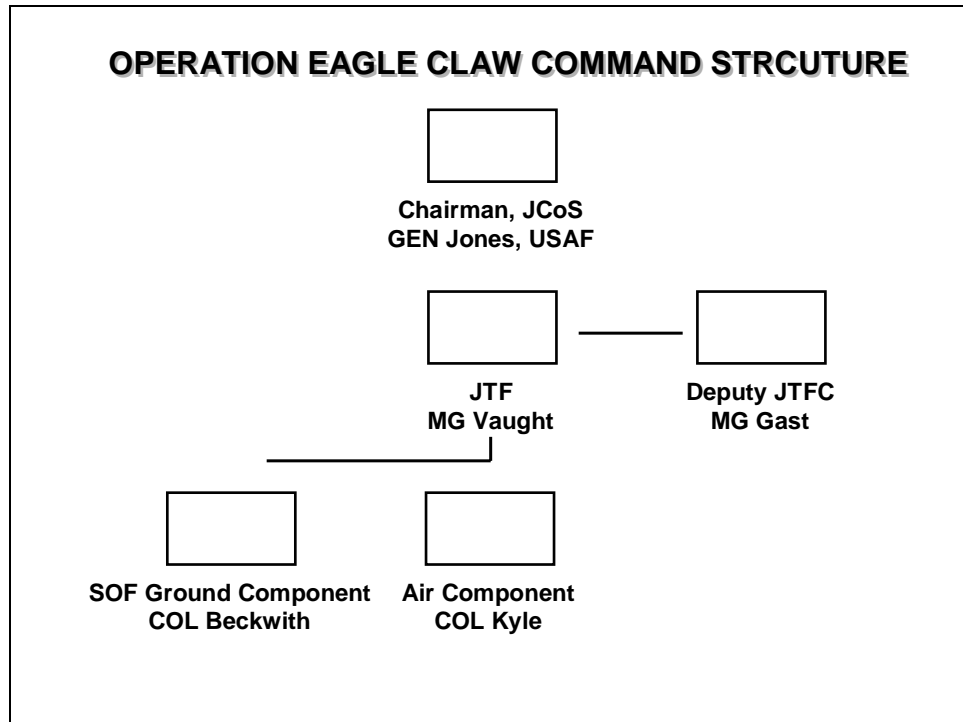 OPERATION EAGLE CLAW COMMAND STRCUTURE
Chairman, JCoS
GEN Jones, USAF
JTF
MG Vaught
Deputy JTFC
MG Gast
SOF Ground Component
COL Beckwith
Air Component
COL Kyle